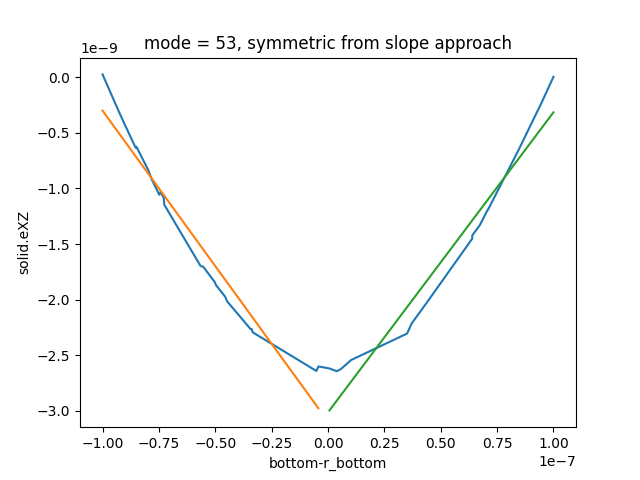 mode = 53, symmetric from slope approach
1e−9
0.0
−0.5
−1.0
−1.5
−2.0
−2.5
−3.0
solid.eXZ
−1.00 −0.75 −0.50 −0.25 0.00 0.25 0.50 0.75 1.00
bottom-r_bottom
1e−7